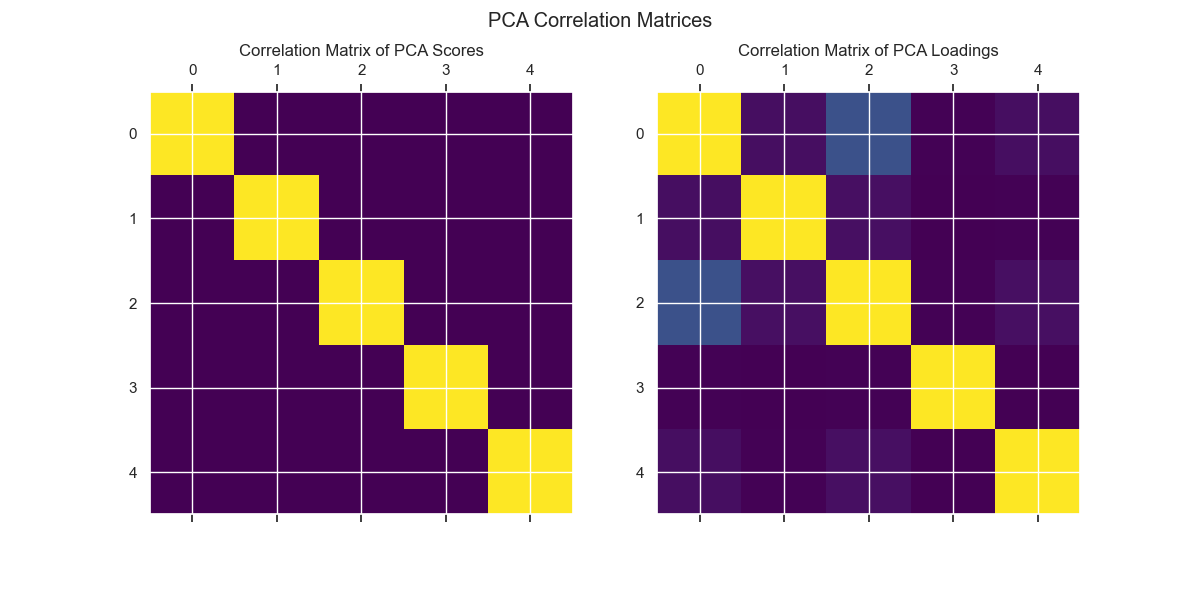 PCA Correlation Matrices
Correlation Matrix of PCA Scores
0 1 2 3 4
0
1
2
3
4
Correlation Matrix of PCA Loadings
0 1 2 3 4
0
1
2
3
4